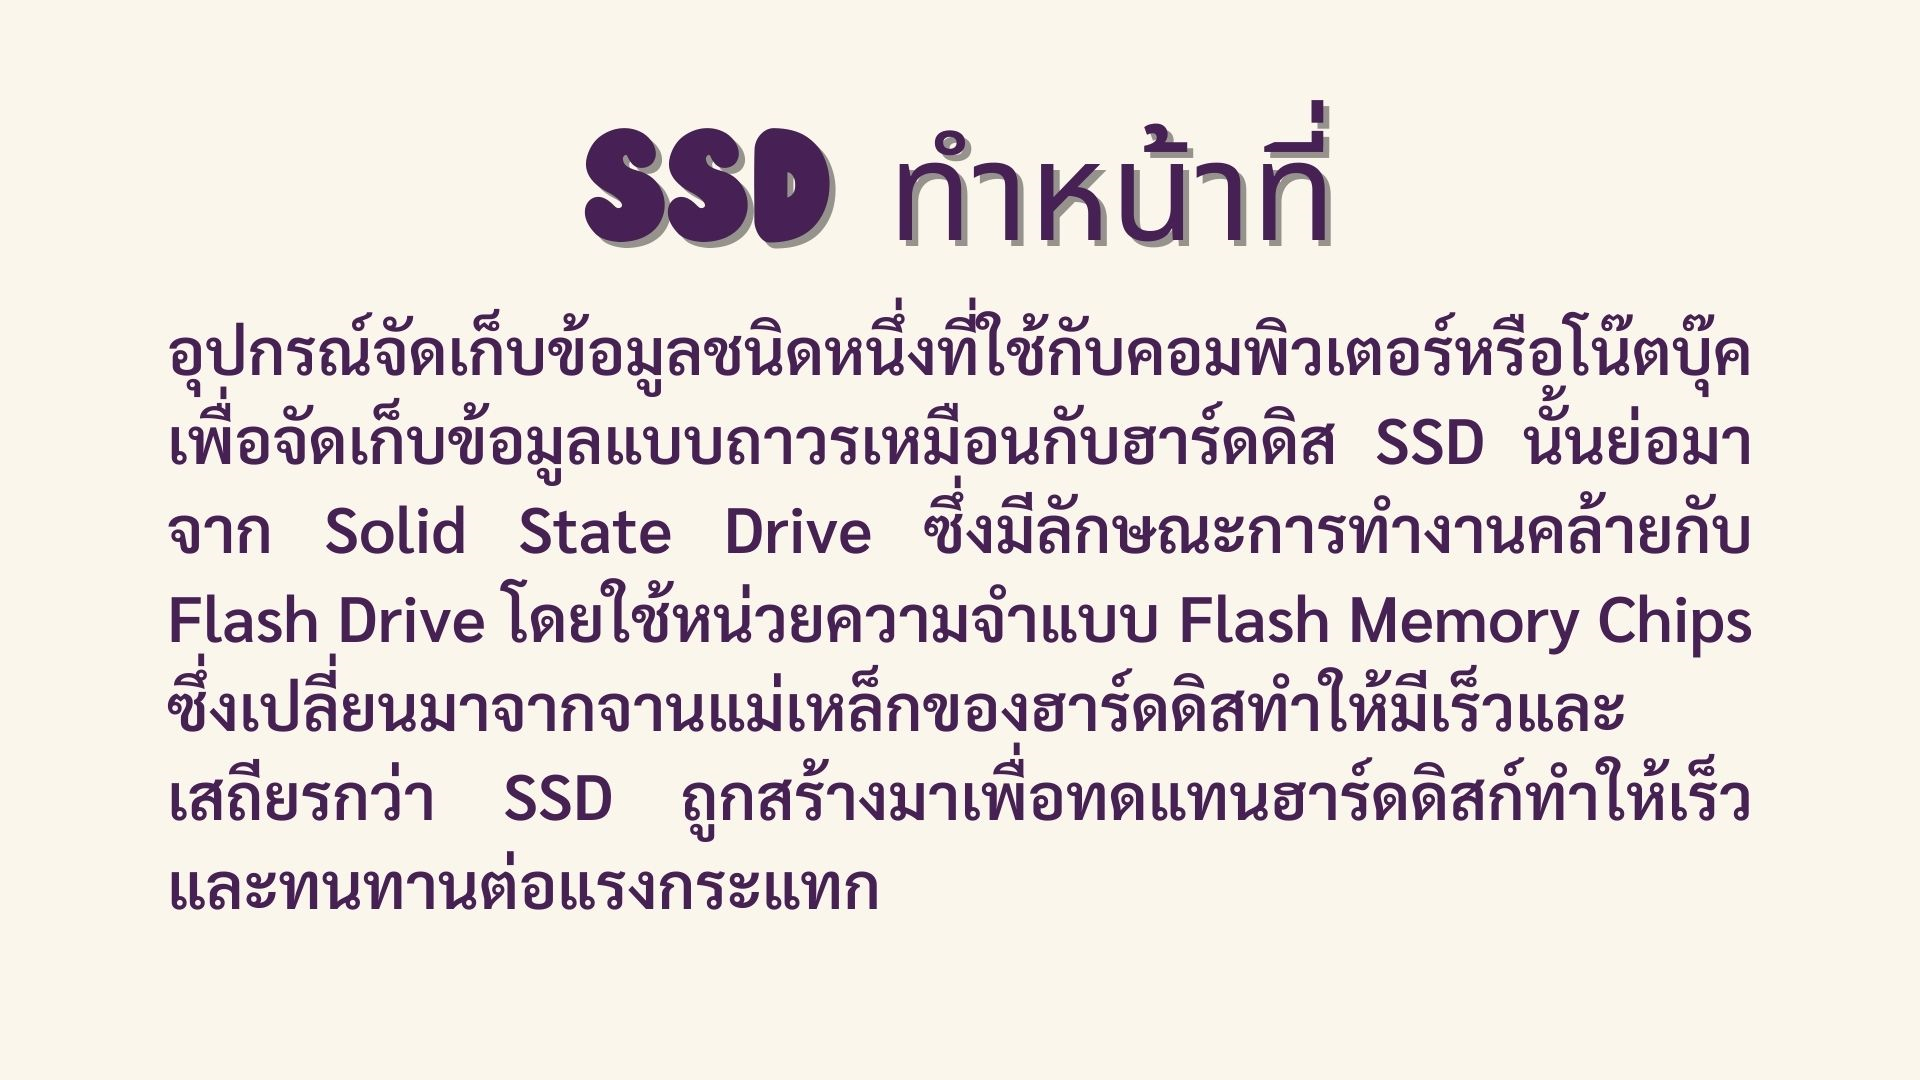 SSD ทำหน้าที่
อุปกรณ์จัดเก็บข้อมูลชนิดหนึ่งที่ใช้กับคอมพิวเตอร์หรือโน๊ตบุ๊ค
เพื่อจัดเก็บข้อมูลแบบถาวรเหมือนกับฮาร์ดดิส SSD นั้นย่อมา
จาก Solid State Drive ซึ่งมีลักษณะการทำงานคล้ายกับ
Flash Drive โดยใช้หน่วยความจำแบบ Flash Memory Chips
ซึ่งเปลี่ยนมาจากจานแม่เหล็กของฮาร์ดดิสทำให้มีเร็วและ
เสถียรกว่า SSD ถูกสร้างมาเพื่อทดแทนฮาร์ดดิสก์ทำให้เร็ว
และทนทานต่อแรงกระแทก